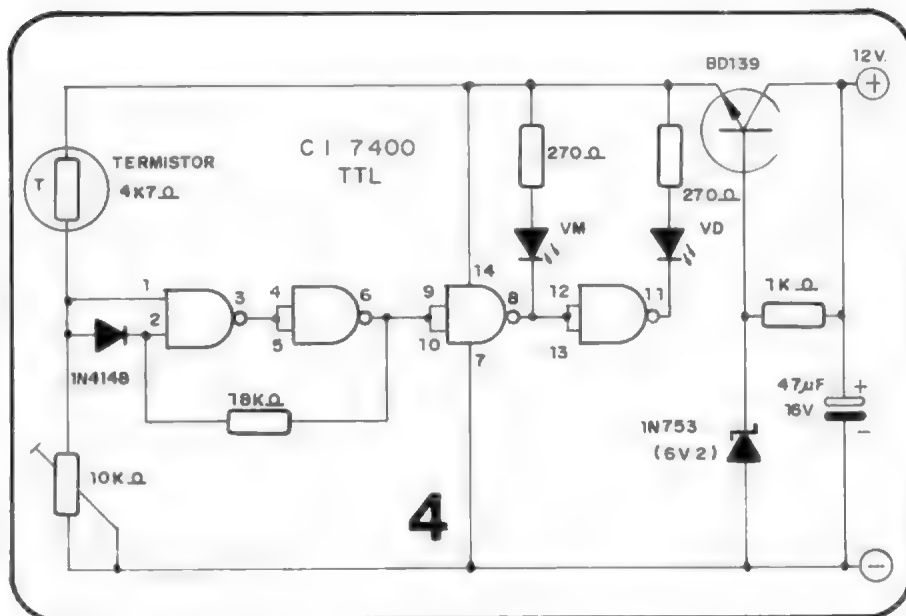 BD139
12V.
+
CI 7400
TTL
TERMISTOR
4K7Ω
T
270Ω
270Ω
VM
VD
14
1
2
3
4
5
6
9
10
8
7
12
13
11
1KΩ
1N4148
18KΩ
47µF
16V
+
-
1N753
(6V2)
10KΩ
4
-